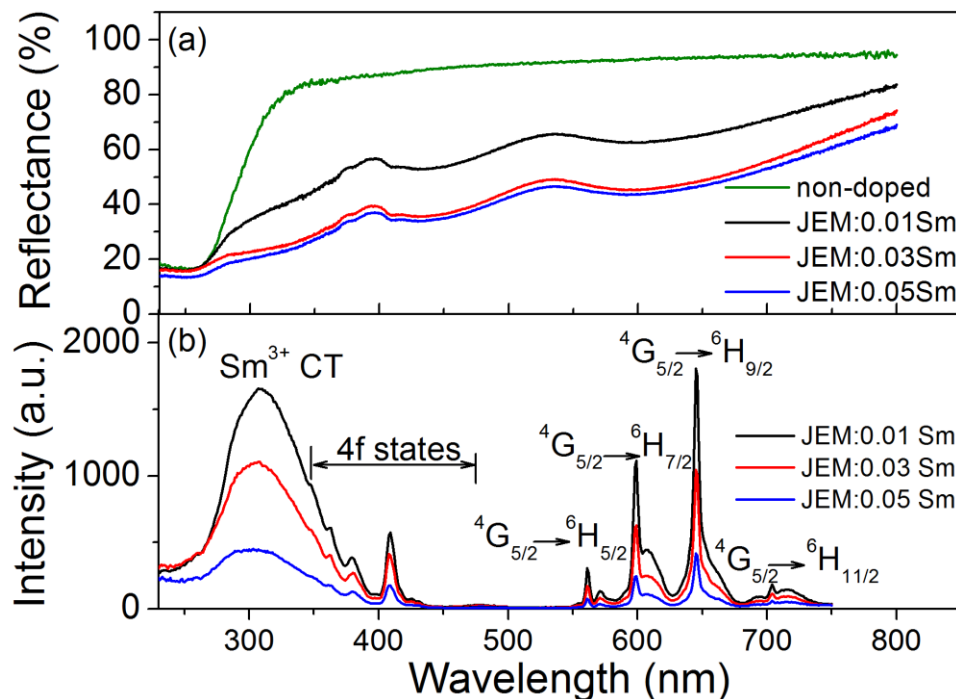 Reflectance (%)
100
80
60
40
20
0
(a)
non-doped
JEM:0.01Sm
JEM:0.03Sm
JEM:0.05Sm
Intensity (a.u.)
2000
1000
0
(b)
Sm³⁺ CT
4f states
⁴G₅/₂→⁶H₅/₂
⁴G₅/₂→⁶H₇/₂
⁴G₅/₂→⁶H₉/₂
⁴G₅/₂→⁶H₁₁/₂
JEM:0.01 Sm
JEM:0.03 Sm
JEM:0.05 Sm
300 400 500 600 700 800
Wavelength (nm)